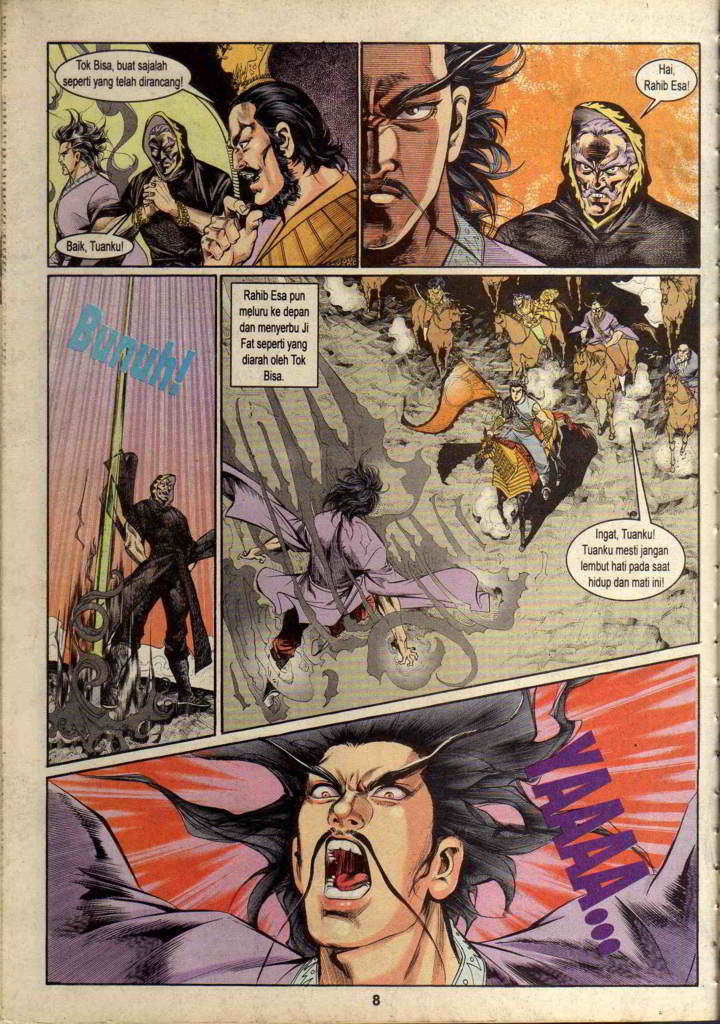 Tok Bisa, buat sajalah
seperti yang telah dirancang!
Baik, Tuanku!
Hai,
Rahib Esa!
Bunuh!
Rahib Esa pun
meluru ke depan
dan menyerbu Ji
Fat seperti yang
diarah oleh Tok
Bisa.
Ingat, Tuanku!
Tuanku mesti jangan
lembut hati pada saat
hidup dan mati ini!
YAAAA...
8